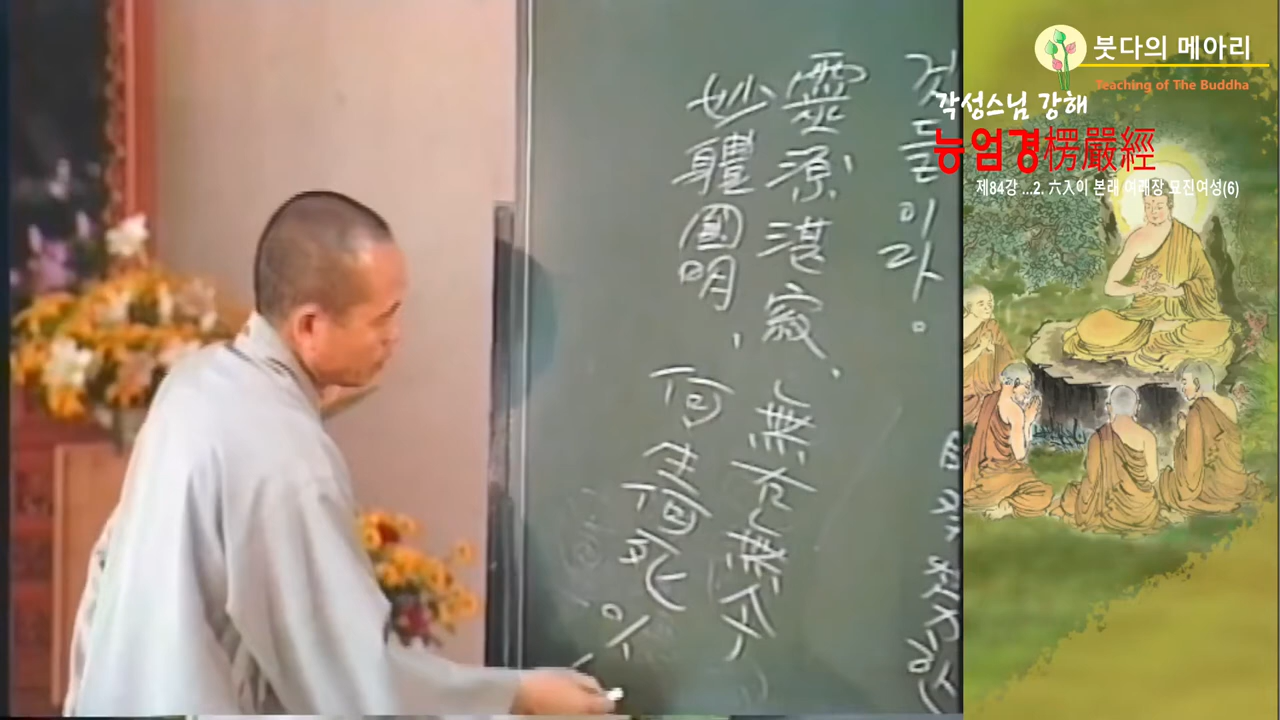 붓다의 메아리
Teaching of The Buddha
각성스님 강해
능엄경楞嚴經
제84강 ...2. 六入이 본래 여래장 묘진여성(6)
것들이라。
靈源湛寂、無古無今
妙體圓明、何生何死